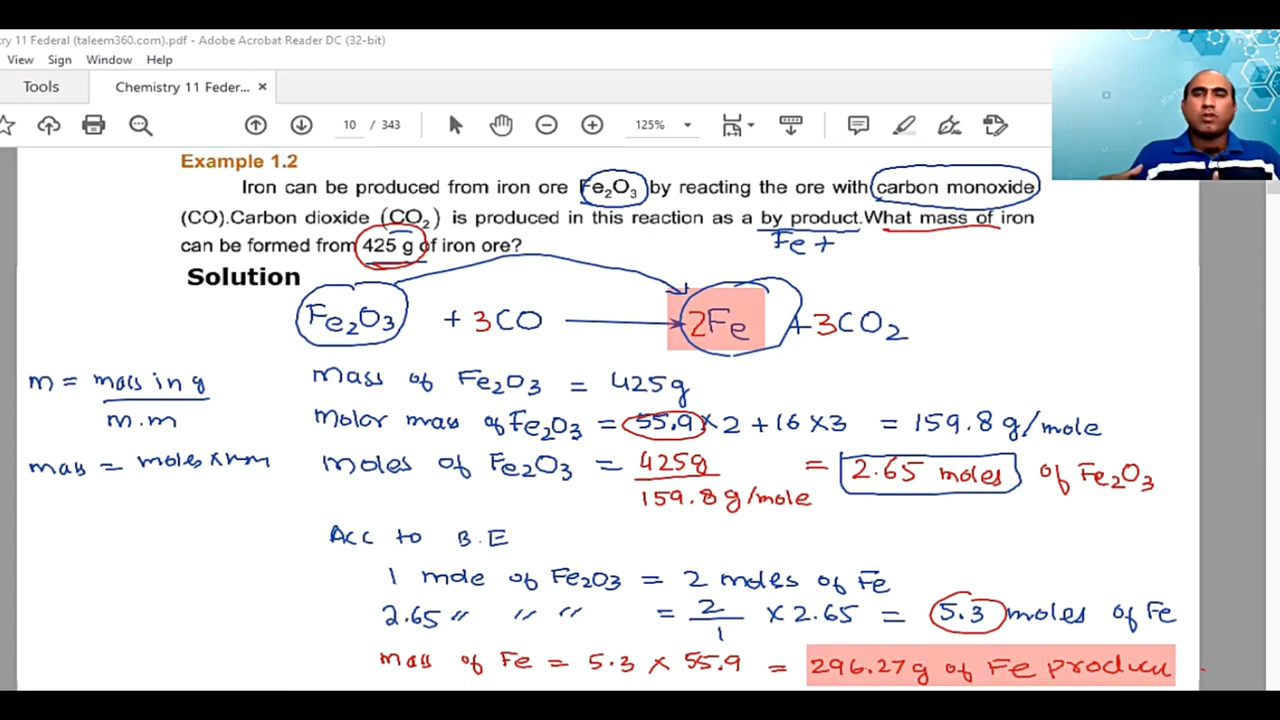 ry 11 Federal (taleem360.com).pdf - Adobe Acrobat Reader DC (32-bit)
View Sign Window Help
Tools Chemistry 11 Feder... ×
10 / 343 125%
Example 1.2
Iron can be produced from iron ore Fe₂O₃ by reacting the ore with carbon monoxide
(CO).Carbon dioxide (CO₂) is produced in this reaction as a by product.What mass of iron
can be formed from 425 g of iron ore?
Fe +
Solution
Fe₂O₃ + 3CO → 2Fe + 3CO₂
m = mass in g / m.m
mass = moles × mm
mass of Fe₂O₃ = 425g
Molar mass of Fe₂O₃ = 55.9 × 2 + 16 × 3 = 159.8 g/mole
moles of Fe₂O₃ = 425g / 159.8 g/mole = 2.65 moles of Fe₂O₃
Acc to B.E
1 mole of Fe₂O₃ = 2 moles of Fe
2.65 〃 〃 〃 = 2/1 × 2.65 = 5.3 moles of Fe
mass of Fe = 5.3 × 55.9 = 296.27g of Fe